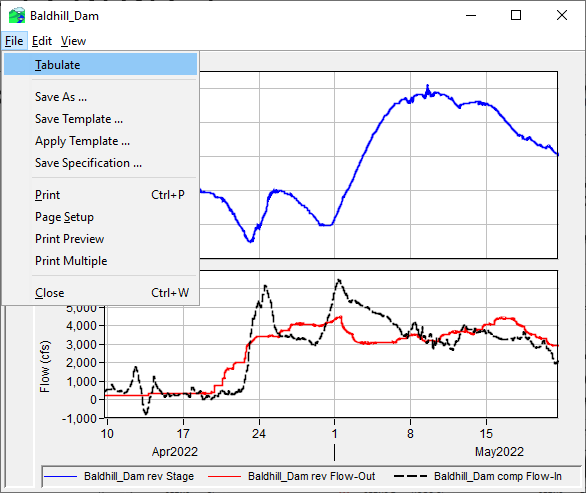 Baldhill_Dam
File Edit View
Tabulate
Save As ...
Save Template ...
Apply Template ...
Save Specification ...
Print Ctrl+P
Page Setup
Print Preview
Print Multiple
Close Ctrl+W
5,000
4,000
3,000
2,000
1,000
0
-1,000
Flow (cfs)
10 17 24 1 8 15
Apr2022 May2022
Baldhill_Dam rev Stage Baldhill_Dam rev Flow-Out Baldhill_Dam comp Flow-In